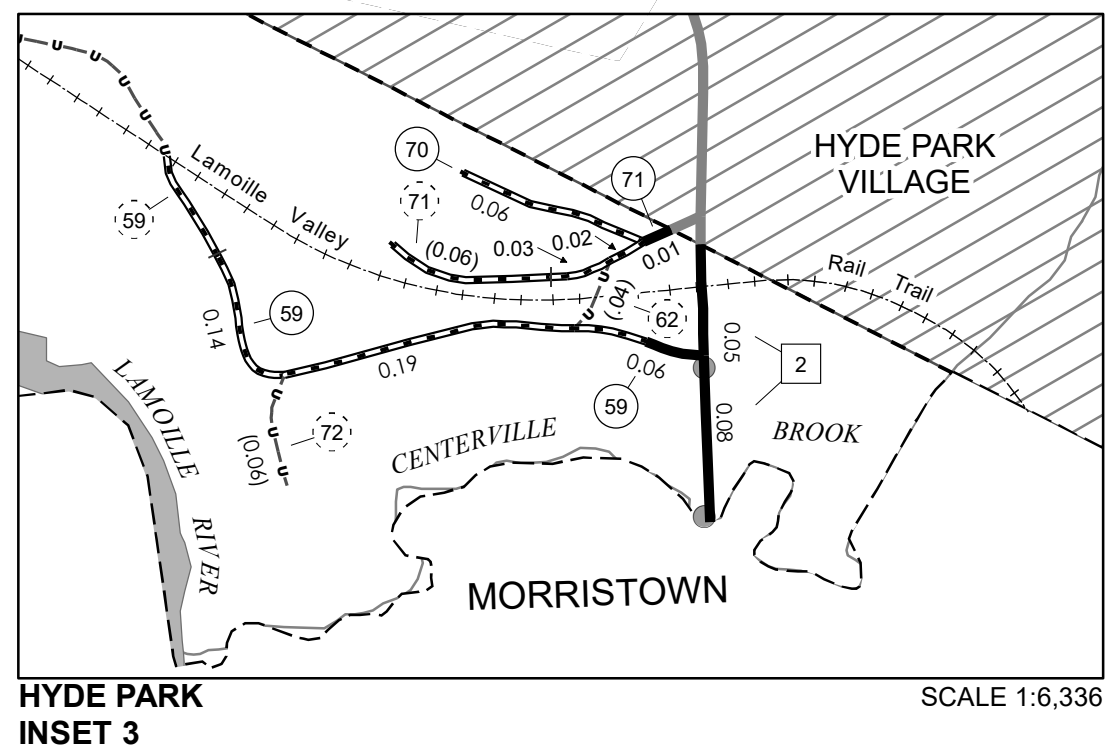 HYDE PARK
VILLAGE
70
71
71
Lamoille
Valley
0.06
59
(0.06)
0.03
0.02
0.01
Rail
Trail
(.04)
62
59
0.14
0.05
2
0.19
0.06
59
0.08
LAMOILLE
RIVER
72
(0.06)
CENTERVILLE
BROOK
MORRISTOWN
U
U
U
U
U
U
U
U
U
U
U
U
HYDE PARK
INSET 3
SCALE 1:6,336